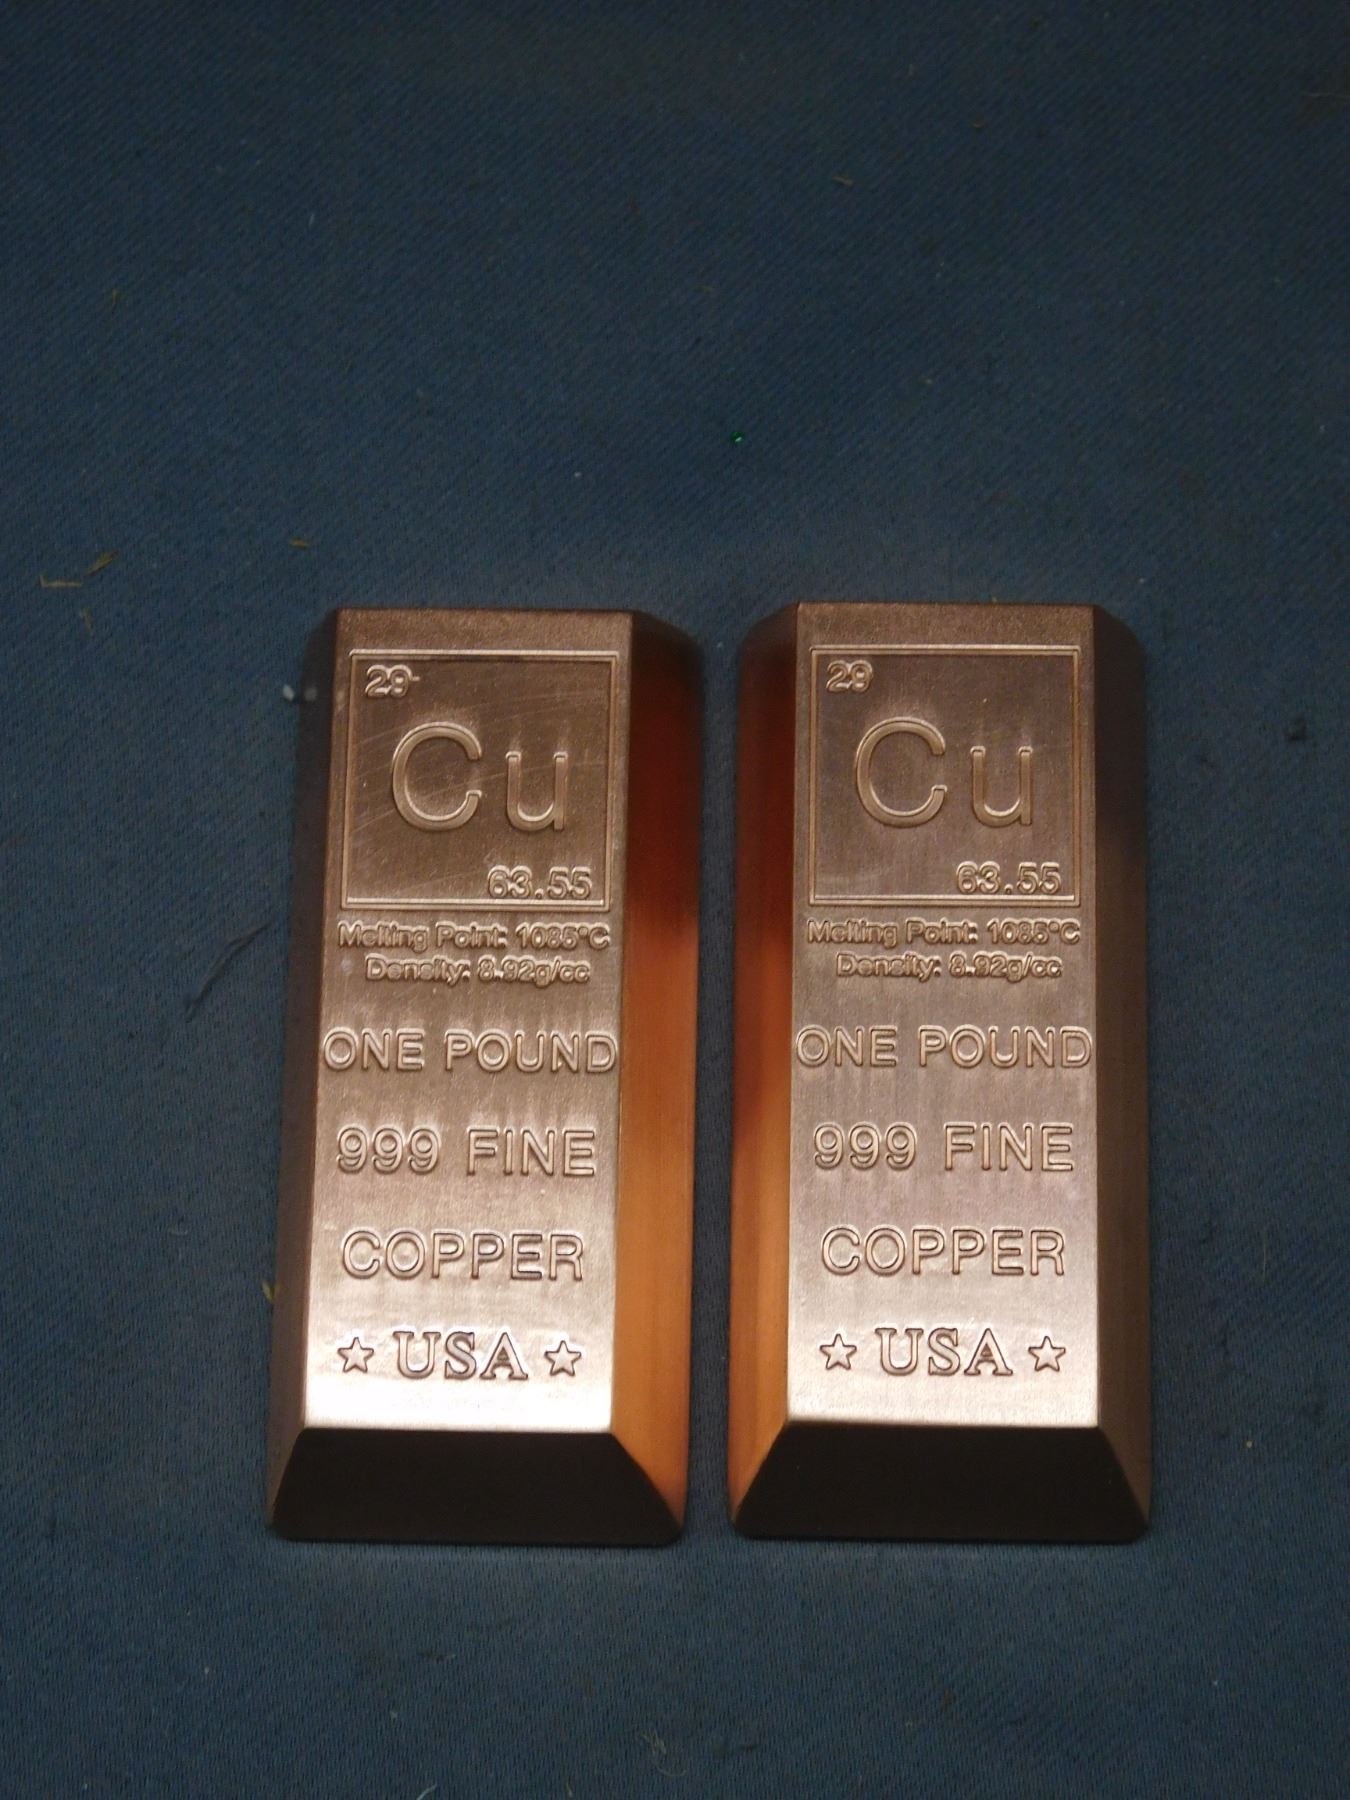 29
Cu
63.55
Melting Point: 1085°C
Density: 8.92g/cc
ONE POUND
999 FINE
COPPER
☆ USA ☆
29
Cu
63.55
Melting Point: 1085°C
Density: 8.92g/cc
ONE POUND
999 FINE
COPPER
☆ USA ☆